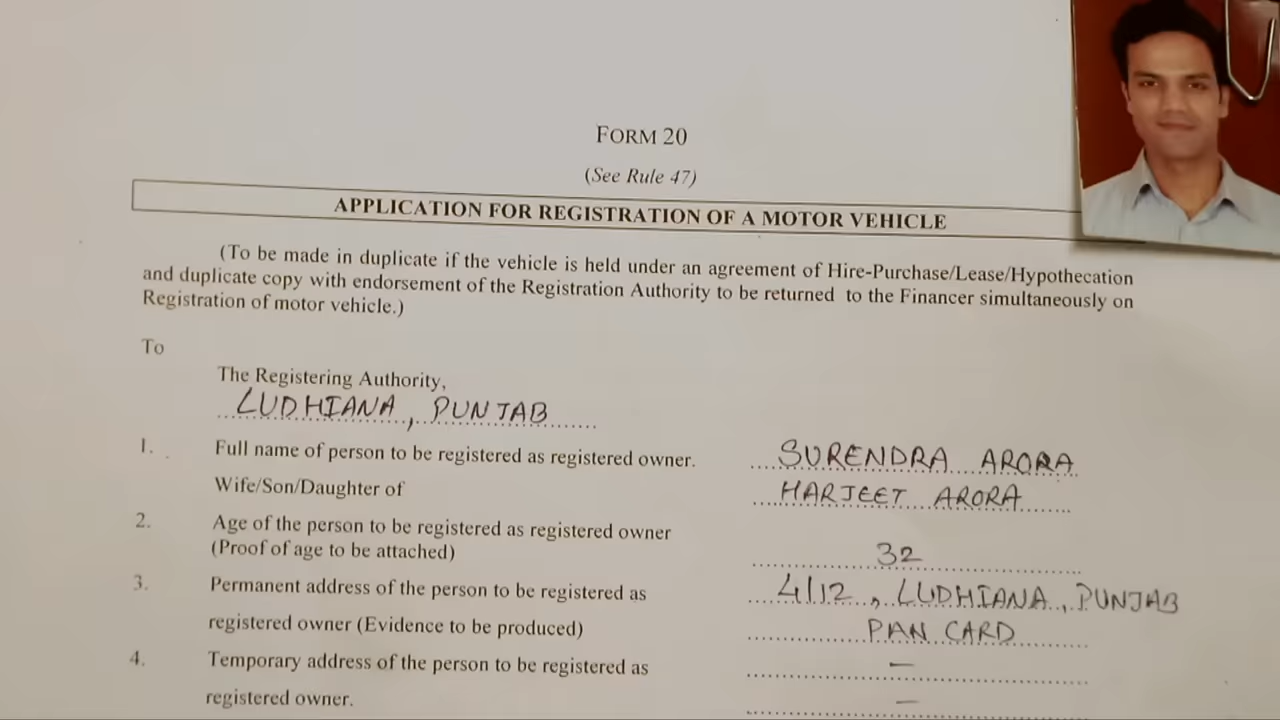 FORM 20
(See Rule 47)
APPLICATION FOR REGISTRATION OF A MOTOR VEHICLE
(To be made in duplicate if the vehicle is held under an agreement of Hire-Purchase/Lease/Hypothecation
and duplicate copy with endorsement of the Registration Authority to be returned to the Financer simultaneously on
Registration of motor vehicle.)
To
The Registering Authority,
LUDHIANA, PUNJAB
1. Full name of person to be registered as registered owner. SURENDRA ARORA
Wife/Son/Daughter of HARJEET ARORA
2. Age of the person to be registered as registered owner
(Proof of age to be attached) 32
3. Permanent address of the person to be registered as 4/12, LUDHIANA, PUNJAB
registered owner (Evidence to be produced) PAN CARD
4. Temporary address of the person to be registered as —
registered owner. —